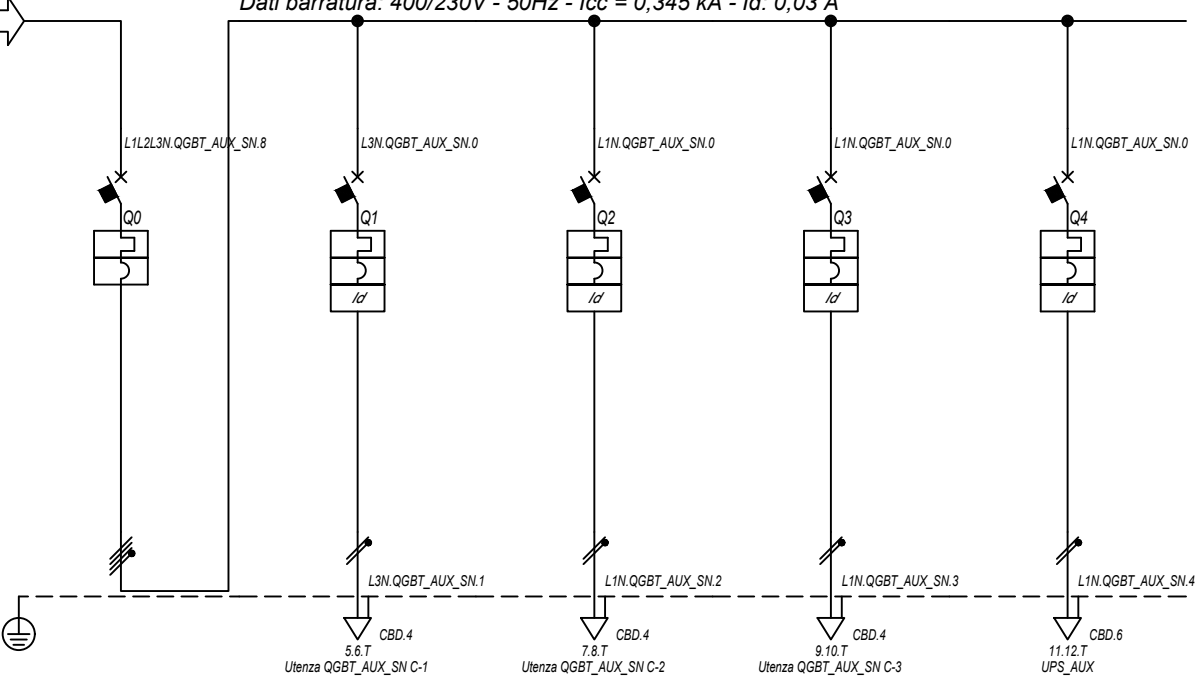 Dati barratura: 400/230V - 50Hz - Icc = 0,345 kA - Id: 0,03 A
L1L2L3N.QGBT_AUX_SN.8
L3N.QGBT_AUX_SN.0
L1N.QGBT_AUX_SN.0
L1N.QGBT_AUX_SN.0
L1N.QGBT_AUX_SN.0
Q0
Q1
Q2
Q3
Q4
Id
Id
Id
Id
L3N.QGBT_AUX_SN.1
L1N.QGBT_AUX_SN.2
L1N.QGBT_AUX_SN.3
L1N.QGBT_AUX_SN.4
CBD.4
CBD.4
CBD.4
CBD.6
5.6.T
Utenza QGBT_AUX_SN C-1
7.8.T
Utenza QGBT_AUX_SN C-2
9.10.T
Utenza QGBT_AUX_SN C-3
11.12.T
UPS_AUX